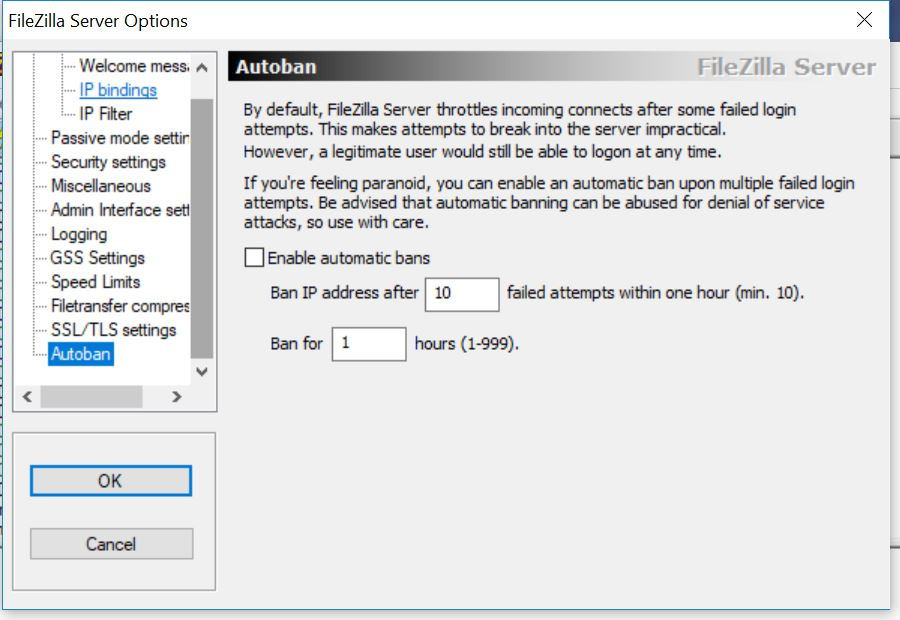 FileZilla Server Options
Welcome mess
IP bindings
IP Filter
Passive mode settin
Security settings
Miscellaneous
Admin Interface sett
Logging
GSS Settings
Speed Limits
Filetransfer compres
SSL/TLS settings
Autoban
OK
Cancel
Autoban
FileZilla Server
By default, FileZilla Server throttles incoming connects after some failed login
attempts. This makes attempts to break into the server impractical.
However, a legitimate user would still be able to logon at any time.
If you're feeling paranoid, you can enable an automatic ban upon multiple failed login
attempts. Be advised that automatic banning can be abused for denial of service
attacks, so use with care.
Enable automatic bans
Ban IP address after 10 failed attempts within one hour (min. 10).
Ban for 1 hours (1-999).